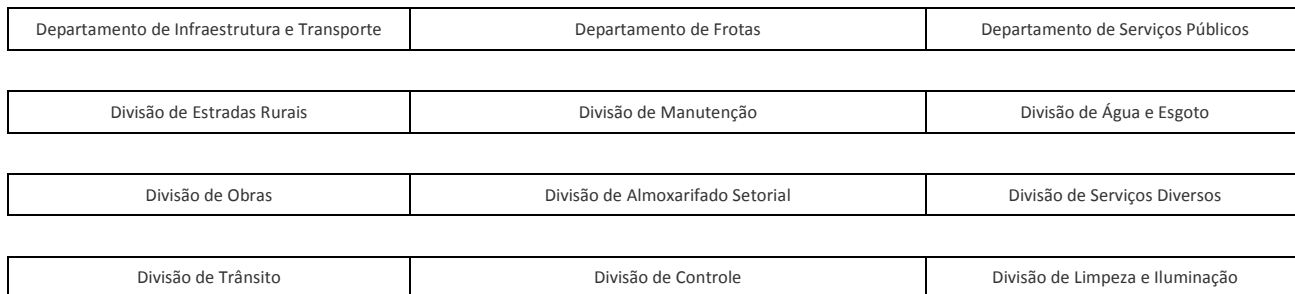 Departamento de Infraestrutura e Transporte
Departamento de Frotas
Departamento de Serviços Públicos
Divisão de Estradas Rurais
Divisão de Manutenção
Divisão de Água e Esgoto
Divisão de Obras
Divisão de Almoxarifado Setorial
Divisão de Serviços Diversos
Divisão de Trânsito
Divisão de Controle
Divisão de Limpeza e Iluminação